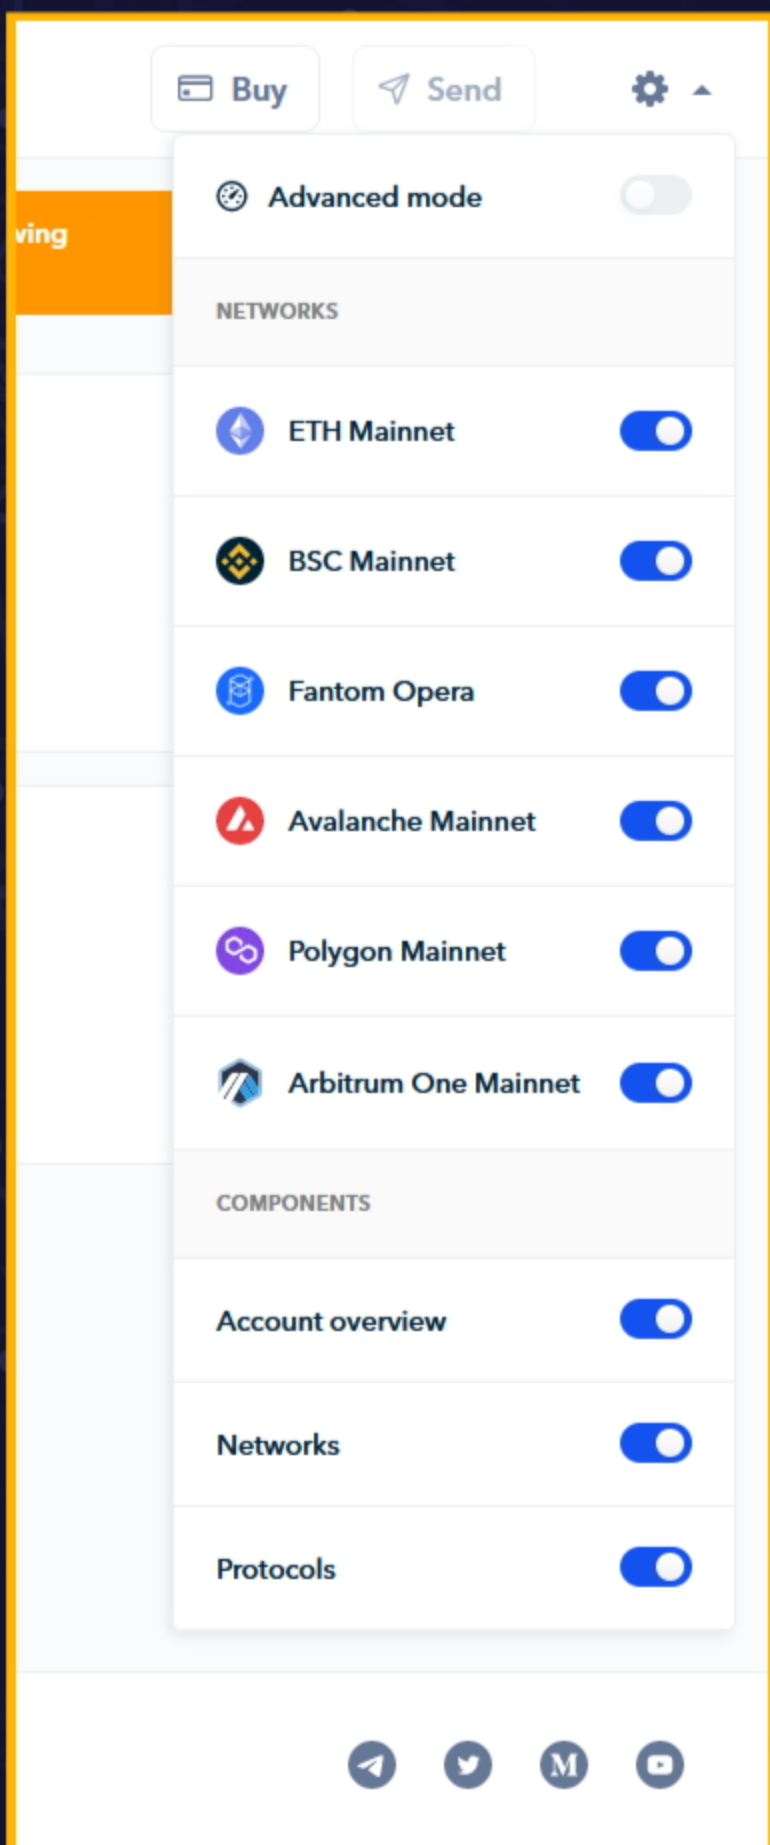 Buy
Send
Advanced mode
NETWORKS
ETH Mainnet
BSC Mainnet
Fantom Opera
Avalanche Mainnet
Polygon Mainnet
Arbitrum One Mainnet
COMPONENTS
Account overview
Networks
Protocols